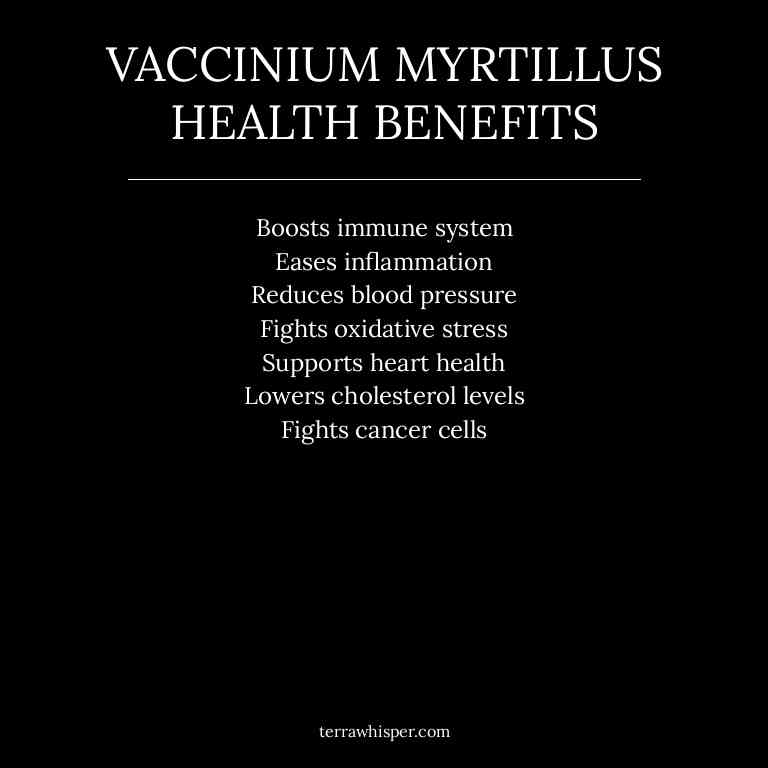 VACCINIUM MYRTILLUS
HEALTH BENEFITS
Boosts immune system
Eases inflammation
Reduces blood pressure
Fights oxidative stress
Supports heart health
Lowers cholesterol levels
Fights cancer cells
terrawhisper.com